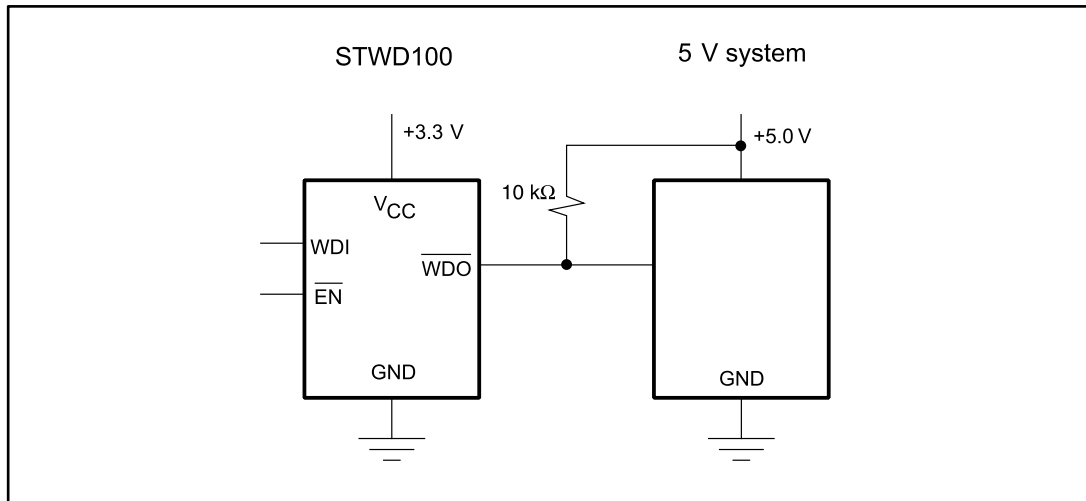 STWD100
5 V system
+3.3 V
+5.0 V
10 kΩ
VCC
WDI
WDO
EN
GND
GND